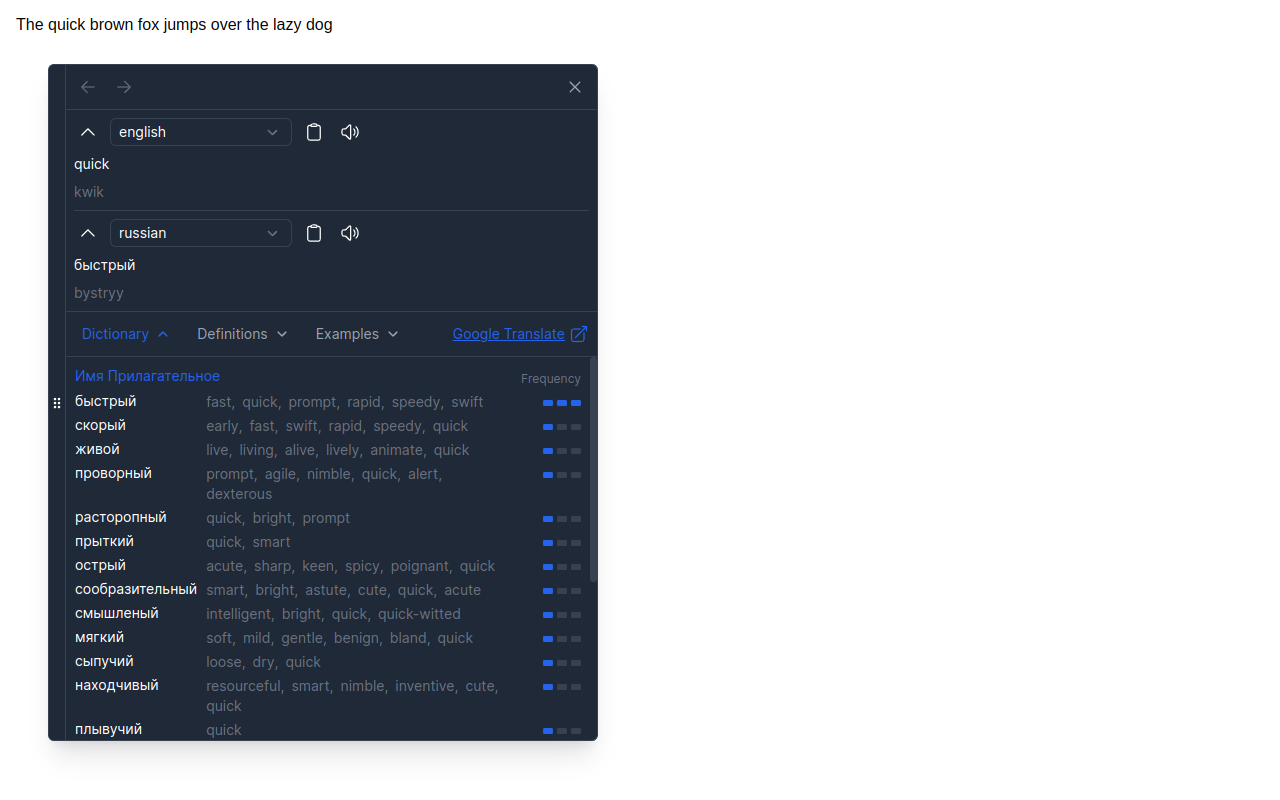 The quick brown fox jumps over the lazy dog
english
quick
kwik
russian
быстрый
bystryy
Dictionary Definitions Examples Google Translate
Имя Прилагательное Frequency
быстрый fast, quick, prompt, rapid, speedy, swift
скорый early, fast, swift, rapid, speedy, quick
живой live, living, alive, lively, animate, quick
проворный prompt, agile, nimble, quick, alert,
dexterous
расторопный quick, bright, prompt
прыткий quick, smart
острый acute, sharp, keen, spicy, poignant, quick
сообразительный smart, bright, astute, cute, quick, acute
смышленый intelligent, bright, quick, quick-witted
мягкий soft, mild, gentle, benign, bland, quick
сыпучий loose, dry, quick
находчивый resourceful, smart, nimble, inventive, cute,
quick
плывучий quick